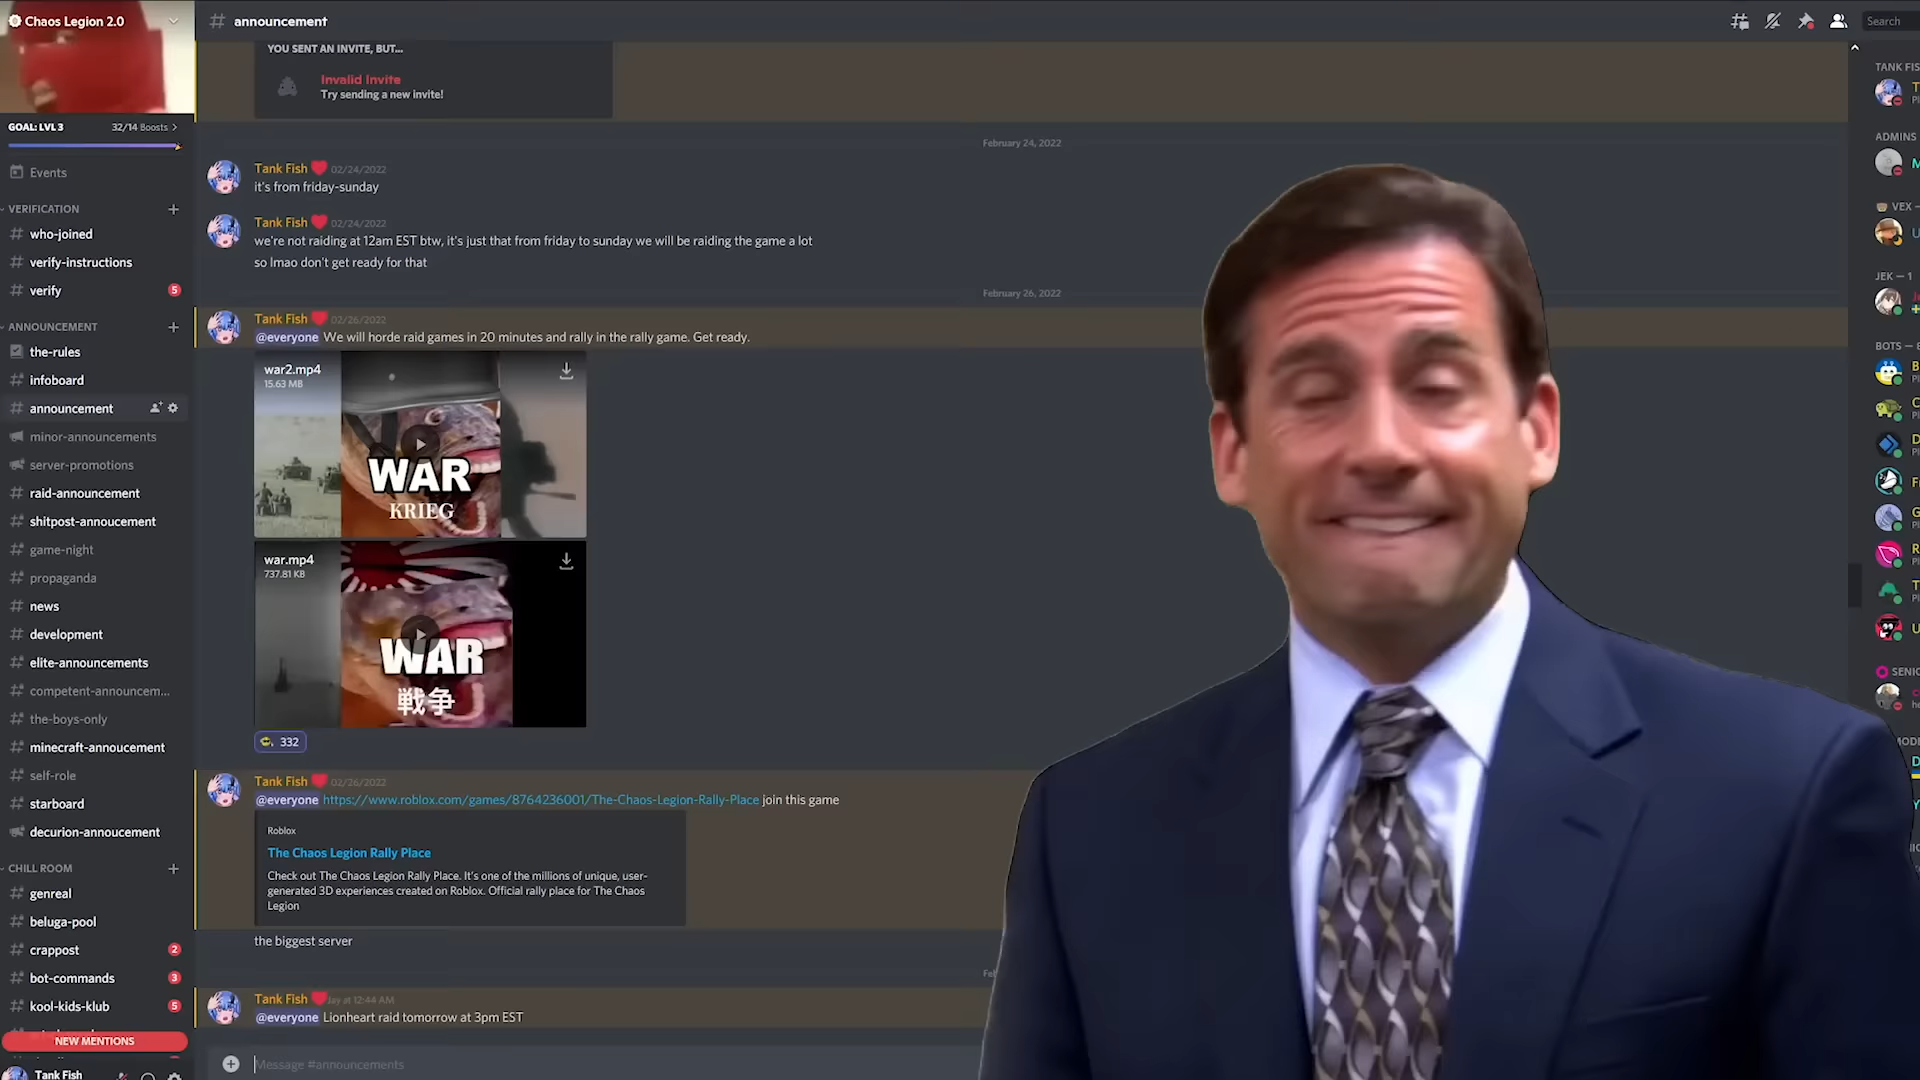 Chaos Legion 2.0
GOAL: LVL 3
32/14 Boosts >
Events
VERIFICATION
who-joined
verify-instructions
verify
5
ANNOUNCEMENT
the-rules
infoboard
announcement
minor-announcements
server-promotions
raid-announcement
shitpost-annoucement
game-night
propaganda
news
development
elite-announcements
competent-announcem...
the-boys-only
minecraft-annoucement
self-role
starboard
decurion-annoucement
CHILL ROOM
genreal
beluga-pool
crappost
2
bot-commands
3
kool-kids-klub
5
NEW MENTIONS
Tank Fish
# announcement
Search
YOU SENT AN INVITE, BUT...
Invalid Invite
Try sending a new invite!
February 24, 2022
Tank Fish 02/24/2022
it's from friday-sunday
Tank Fish 02/24/2022
we're not raiding at 12am EST btw, it's just that from friday to sunday we will be raiding the game a lot
so lmao don't get ready for that
February 26, 2022
Tank Fish 02/26/2022
@everyone We will horde raid games in 20 minutes and rally in the rally game. Get ready.
war2.mp4
15.63 MB
WAR
KRIEG
war.mp4
737.81 KB
WAR
戦争
332
Tank Fish 02/26/2022
@everyone https://www.roblox.com/games/8764236001/The-Chaos-Legion-Rally-Place join this game
Roblox
The Chaos Legion Rally Place
Check out The Chaos Legion Rally Place. It's one of the millions of unique, user-
generated 3D experiences created on Roblox. Official rally place for The Chaos
Legion
the biggest server
Tank Fish at 12:44 AM
@everyone Lionheart raid tomorrow at 3pm EST
Message #announcements
TANK FIS
ADMINS
VEX
JEK — 1
BOTS —
SENIO